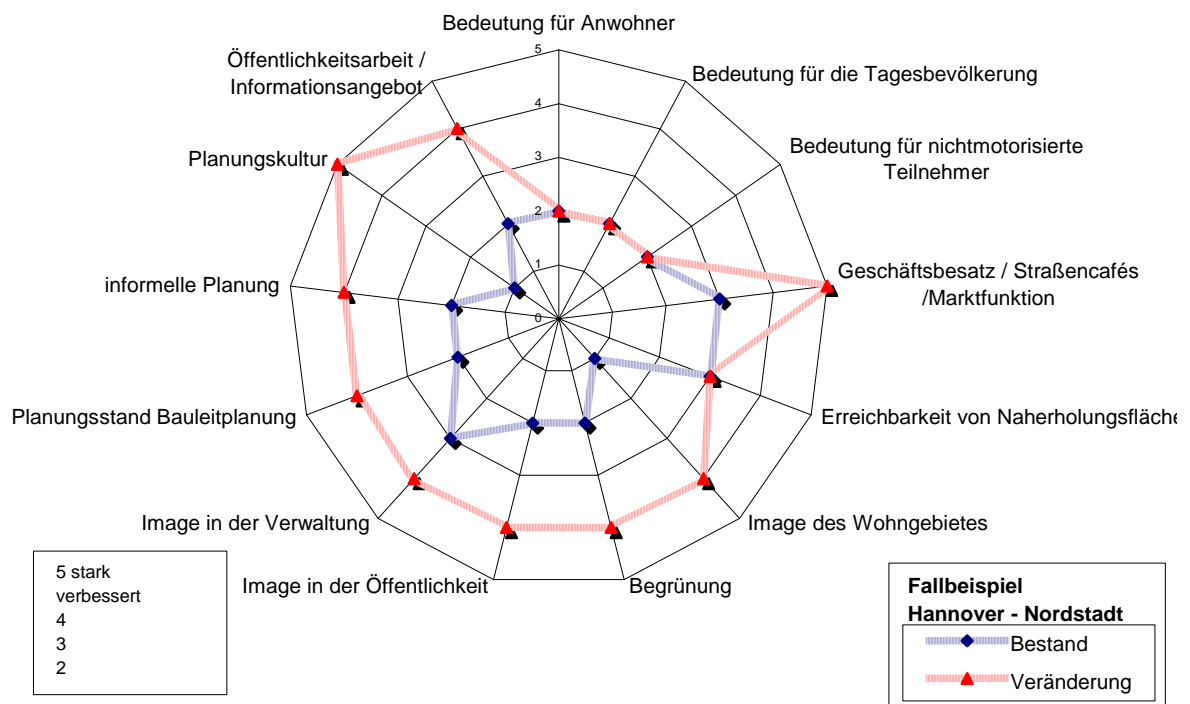 Bedeutung für Anwohner
Öffentlichkeitsarbeit /
Informationsangebot
Bedeutung für die Tagesbevölkerung
Planungskultur
Bedeutung für nichtmotorisierte
Teilnehmer
informelle Planung
Geschäftsbesatz / Straßencafés
/Marktfunktion
Planungsstand Bauleitplanung
Erreichbarkeit von Naherholungsfläche
Image in der Verwaltung
Image des Wohngebietes
Image in der Öffentlichkeit
Begrünung
5
4
3
2
1
0
5 stark
verbessert
4
3
2
Fallbeispiel
Hannover - Nordstadt
Bestand
Veränderung